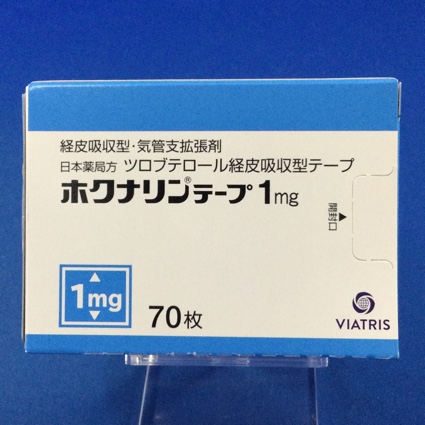 経皮吸収型・気管支拡張剤
日本薬局方 ツロブテロール経皮吸収型テープ
ホクナリン®テープ1mg
開封口
1mg
70枚
VIATRIS